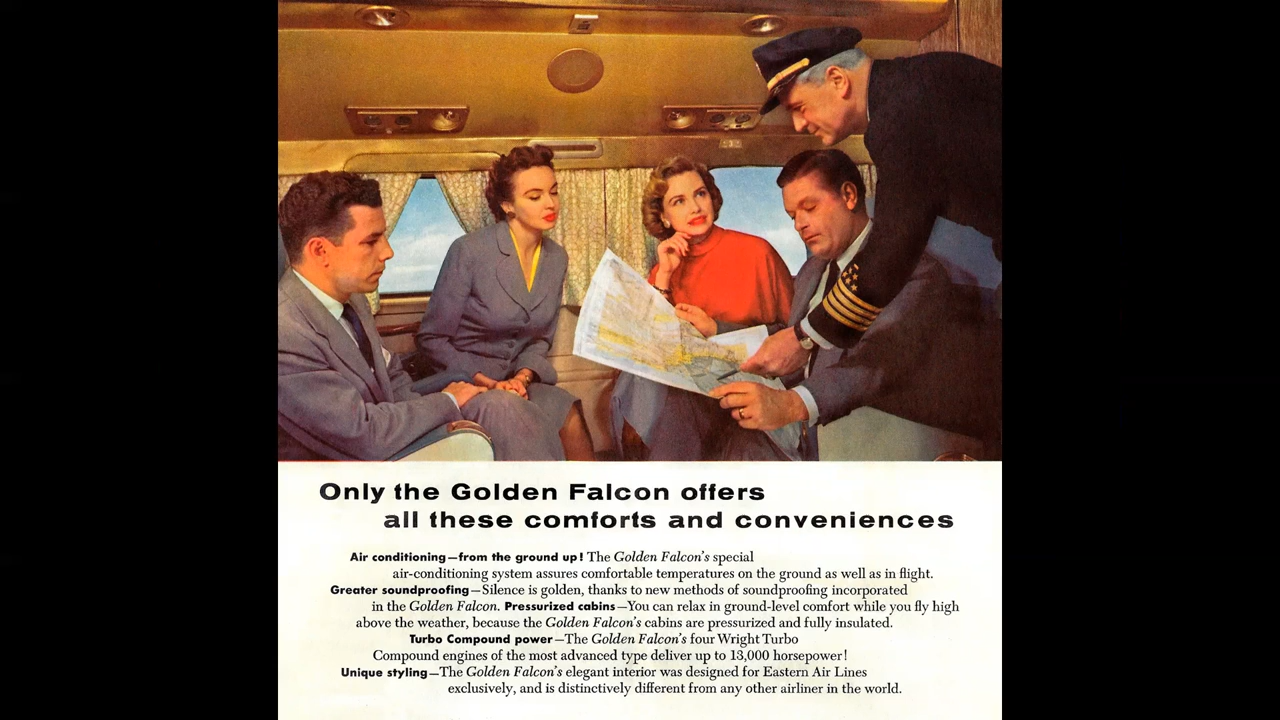 Only the Golden Falcon offers
all these comforts and conveniences
Air conditioning—from the ground up! The Golden Falcon's special
air-conditioning system assures comfortable temperatures on the ground as well as in flight.
Greater soundproofing—Silence is golden, thanks to new methods of soundproofing incorporated
in the Golden Falcon. Pressurized cabins—You can relax in ground-level comfort while you fly high
above the weather, because the Golden Falcon's cabins are pressurized and fully insulated.
Turbo Compound power—The Golden Falcon's four Wright Turbo
Compound engines of the most advanced type deliver up to 13,000 horsepower!
Unique styling—The Golden Falcon's elegant interior was designed for Eastern Air Lines
exclusively, and is distinctively different from any other airliner in the world.